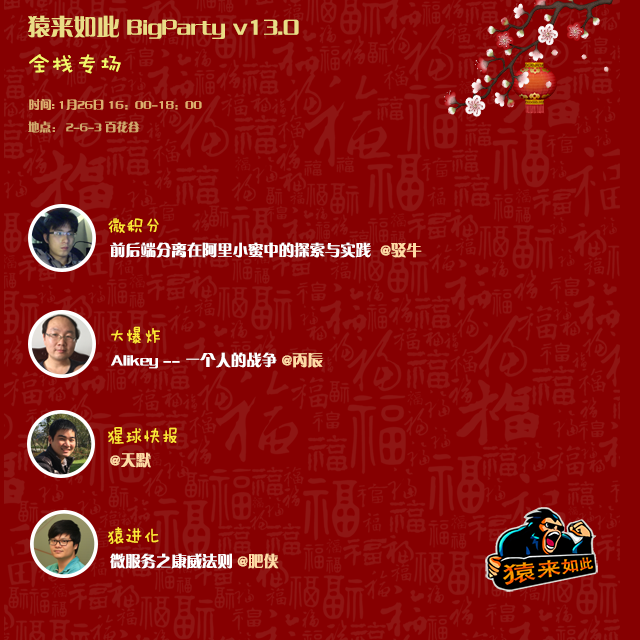 猿来如此 BigParty v13.0
全栈专场
时间: 1月26日 16：00-18：00
地点： 2-6-3 百花谷
微积分
前后端分离在阿里小蜜中的探索与实践 @驳牛
大爆炸
Alikey -- 一个人的战争 @丙辰
猩球快报
@天默
猿进化
微服务之康威法则 @肥侠
猿来如此